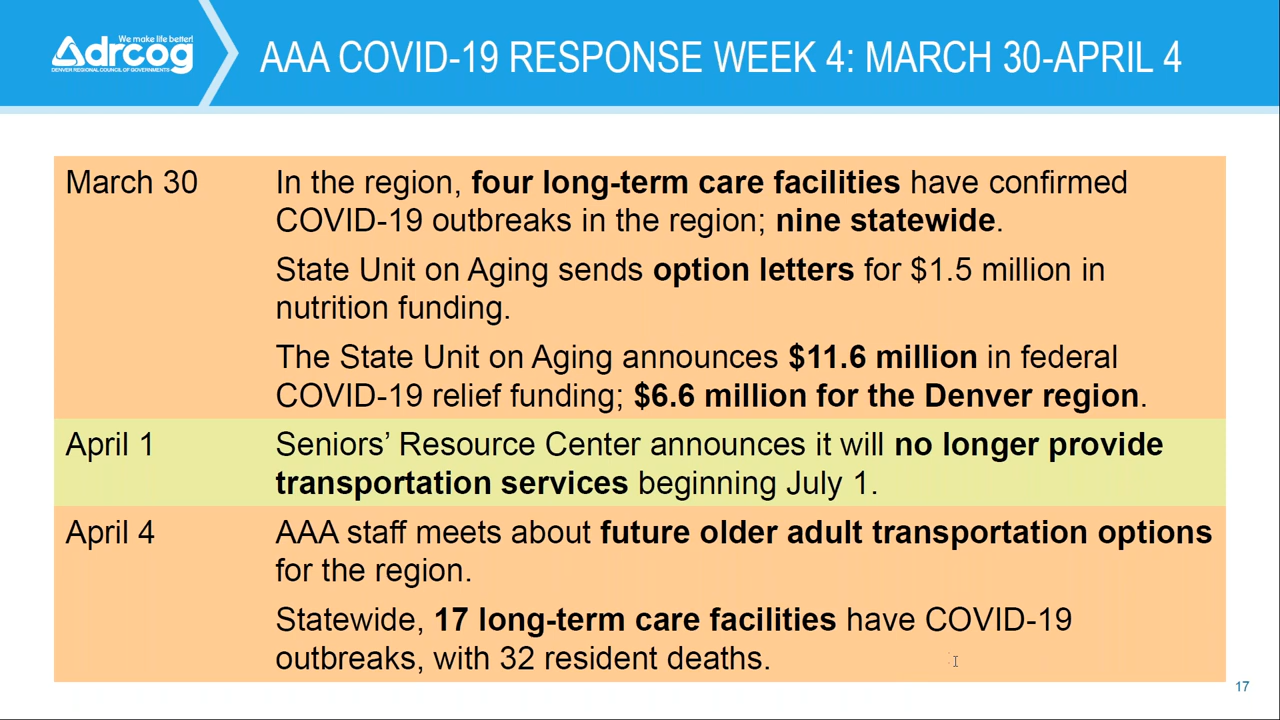 We make life better!
drcog
DENVER REGIONAL COUNCIL OF GOVERNMENTS
AAA COVID-19 RESPONSE WEEK 4: MARCH 30-APRIL 4
March 30
In the region, four long-term care facilities have confirmed
COVID-19 outbreaks in the region; nine statewide.
State Unit on Aging sends option letters for $1.5 million in
nutrition funding.
The State Unit on Aging announces $11.6 million in federal
COVID-19 relief funding; $6.6 million for the Denver region.
April 1
Seniors’ Resource Center announces it will no longer provide
transportation services beginning July 1.
April 4
AAA staff meets about future older adult transportation options
for the region.
Statewide, 17 long-term care facilities have COVID-19
outbreaks, with 32 resident deaths.
17